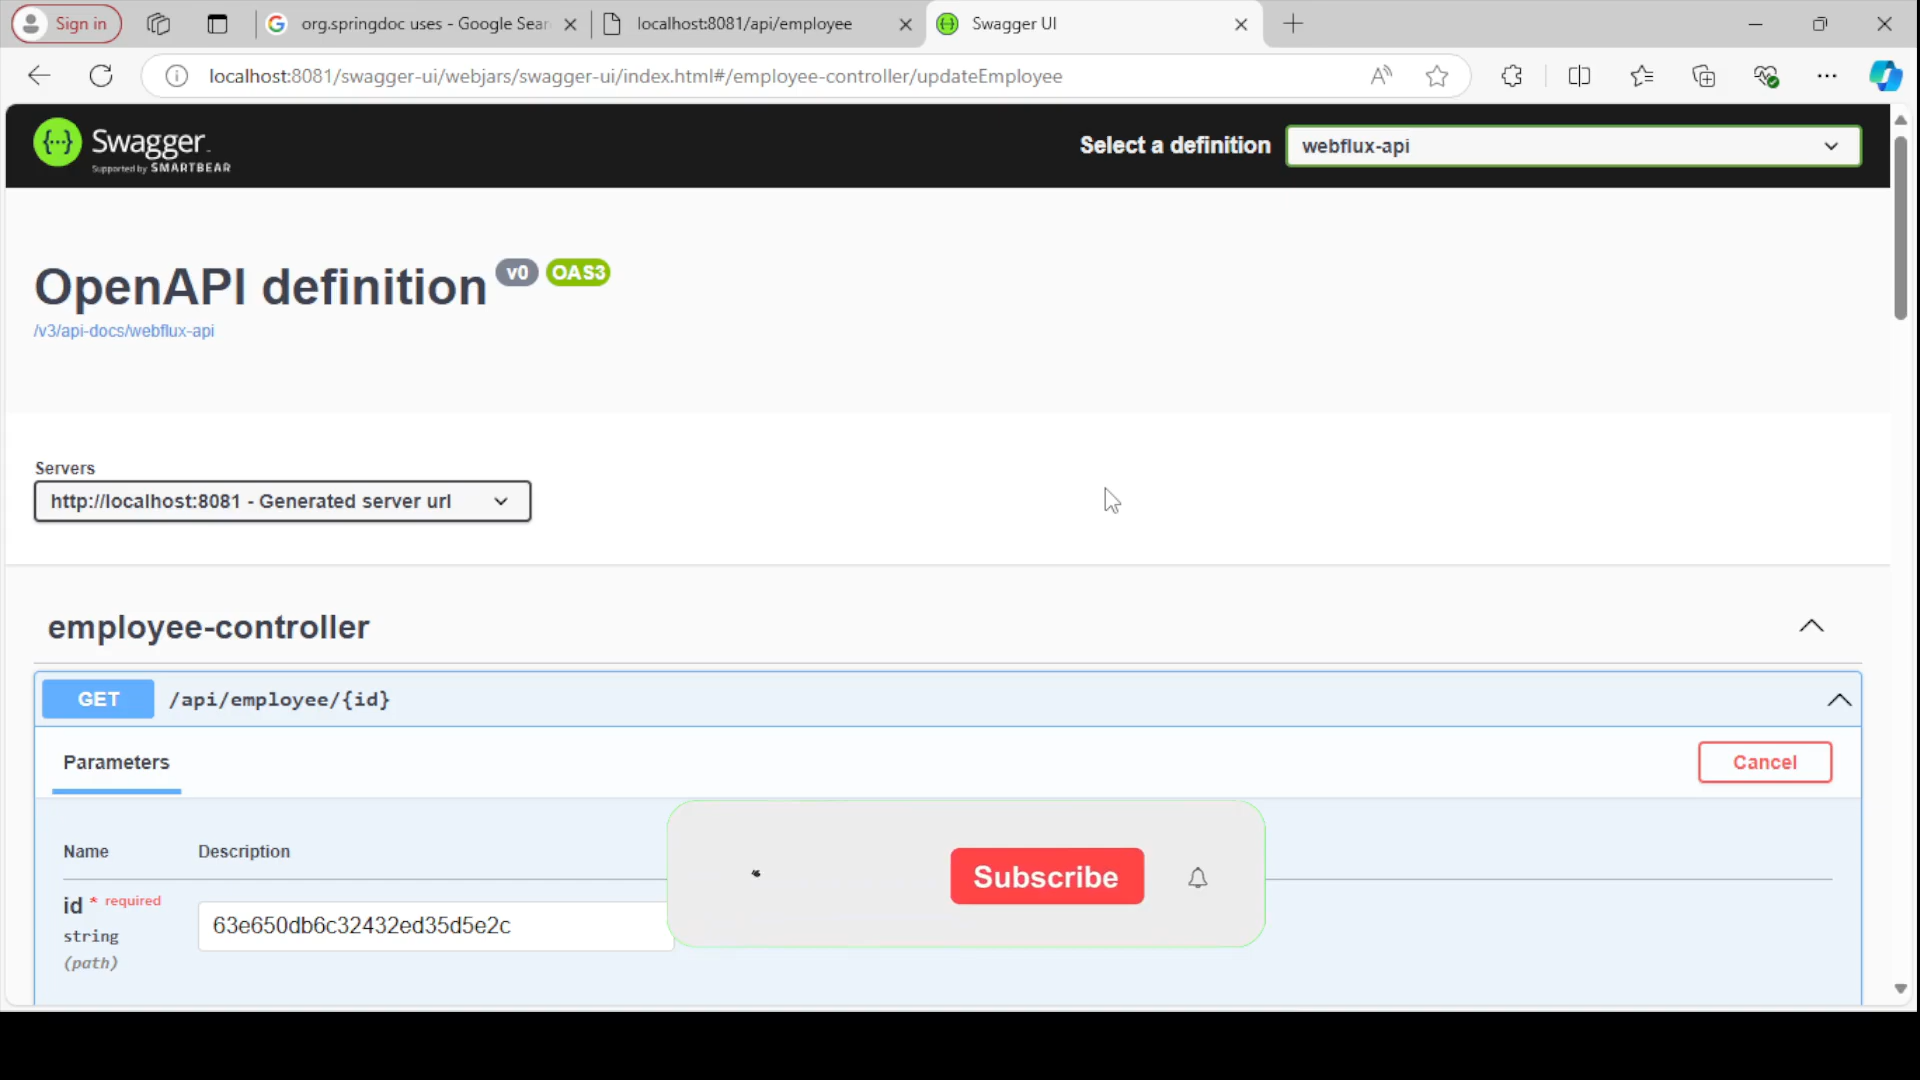 Sign in
org.springdoc uses - Google Sear
localhost:8081/api/employee
Swagger UI
localhost:8081/swagger-ui/webjars/swagger-ui/index.html#/employee-controller/updateEmployee
Swagger.
Supported by SMARTBEAR
Select a definition
webflux-api
OpenAPI definition v0 OAS3
/v3/api-docs/webflux-api
Servers
http://localhost:8081 - Generated server url
employee-controller
GET /api/employee/{id}
Parameters
Cancel
Name Description
Subscribe
id * required
63e650db6c32432ed35d5e2c
string
(path)